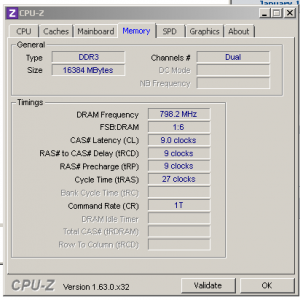 January 1
CPU-Z
CPU Caches Mainboard Memory SPD Graphics About
General
Type DDR3 Channels # Dual
Size 16384 MBytes DC Mode
NB Frequency
Timings
DRAM Frequency 798.2 MHz
FSB:DRAM 1:6
CAS# Latency (CL) 9.0 clocks
RAS# to CAS# Delay (tRCD) 9 clocks
RAS# Precharge (tRP) 9 clocks
Cycle Time (tRAS) 27 clocks
Bank Cycle Time (tRC)
Command Rate (CR) 1T
DRAM Idle Timer
Total CAS# (tRDRAM)
Row To Column (tRCD)
CPU-Z Version 1.63.0.x32 Validate OK